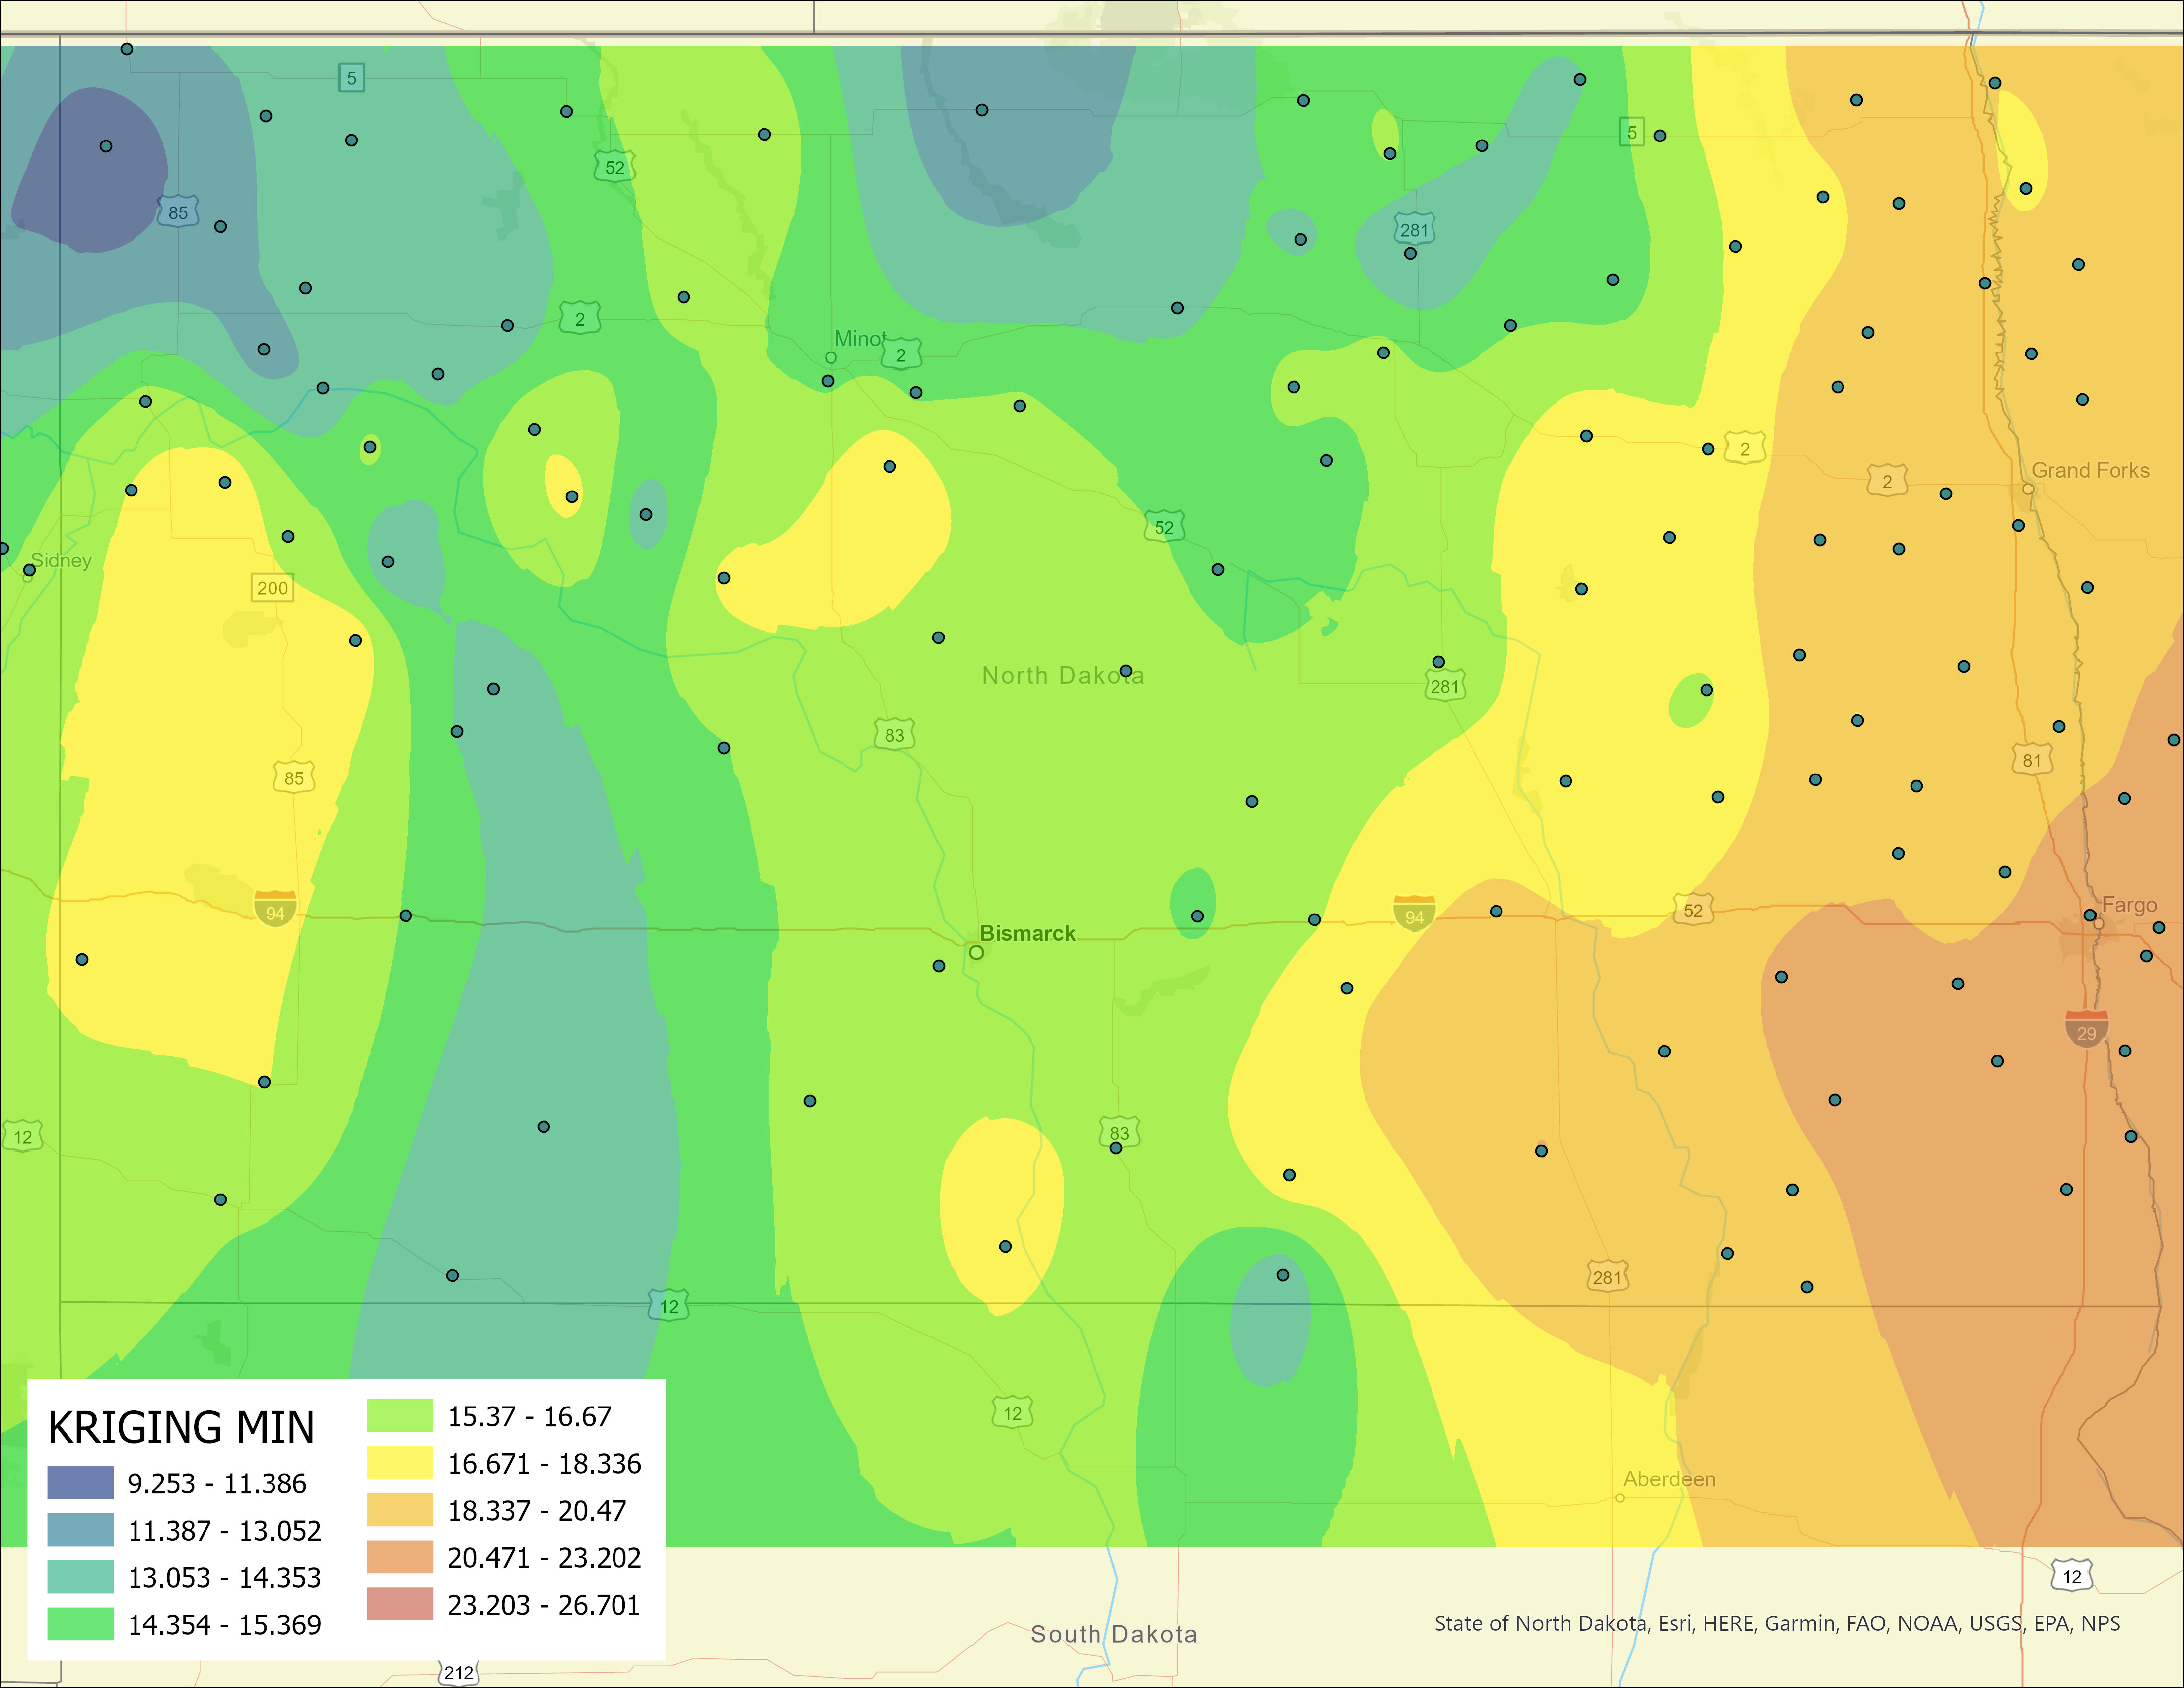 5
52
5
85
281
2
Minot
2
2
Grand Forks
2
52
Sidney
200
North Dakota
281
83
81
85
94
94
52
Fargo
Bismarck
29
12
83
281
12
12
Aberdeen
KRIGING MIN
9.253 - 11.386
11.387 - 13.052
13.053 - 14.353
14.354 - 15.369
15.37 - 16.67
16.671 - 18.336
18.337 - 20.47
20.471 - 23.202
23.203 - 26.701
12
State of North Dakota, Esri, HERE, Garmin, FAO, NOAA, USGS, EPA, NPS
South Dakota
212